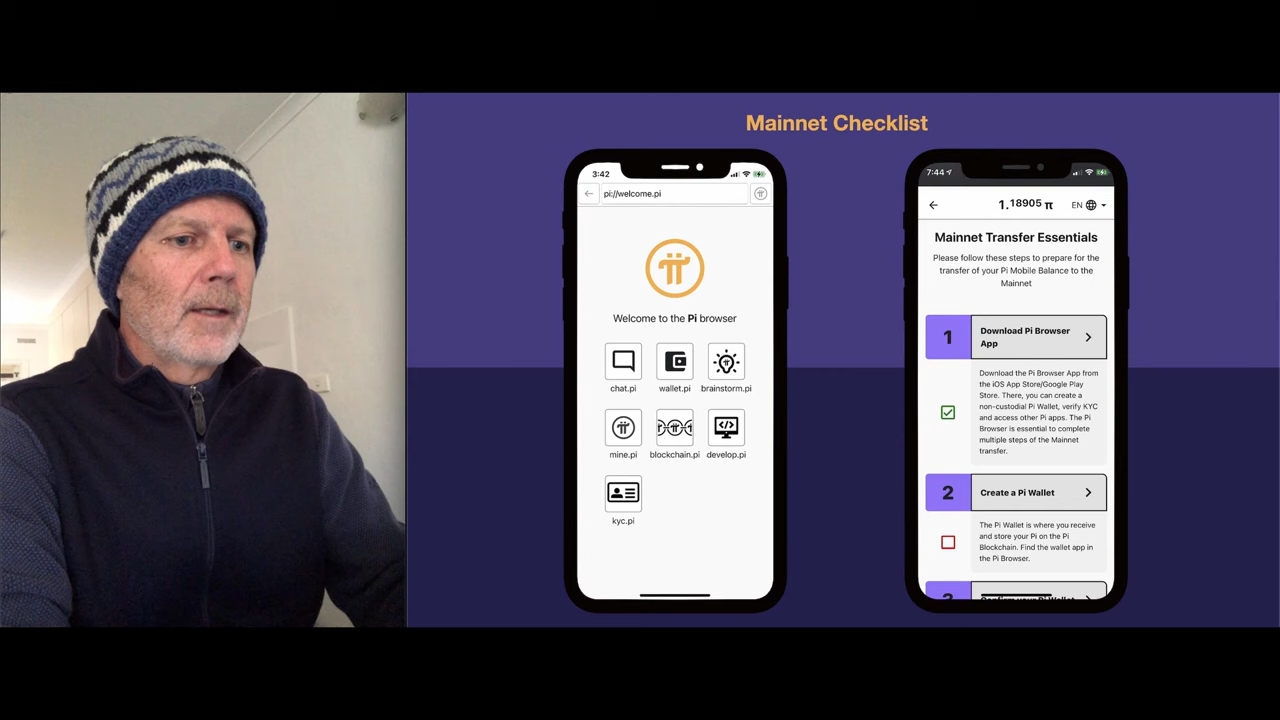 Mainnet Checklist
3:42
pi://welcome.pi
Welcome to the Pi browser
chat.pi
wallet.pi
brainstorm.pi
mine.pi
blockchain.pi
develop.pi
kyc.pi
7:44
1.18905 π
EN
Mainnet Transfer Essentials
Please follow these steps to prepare for the
transfer of your Pi Mobile Balance to the
Mainnet
1
Download Pi Browser
App
Download the Pi Browser App from
the iOS App Store/Google Play
Store. There, you can create a
non-custodial Pi Wallet, verify KYC
and access other Pi apps. The Pi
Browser is essential to complete
multiple steps of the Mainnet
transfer.
2
Create a Pi Wallet
The Pi Wallet is where you receive
and store your Pi on the Pi
Blockchain. Find the wallet app in
the Pi Browser.
3
Confirm your Pi Wallet